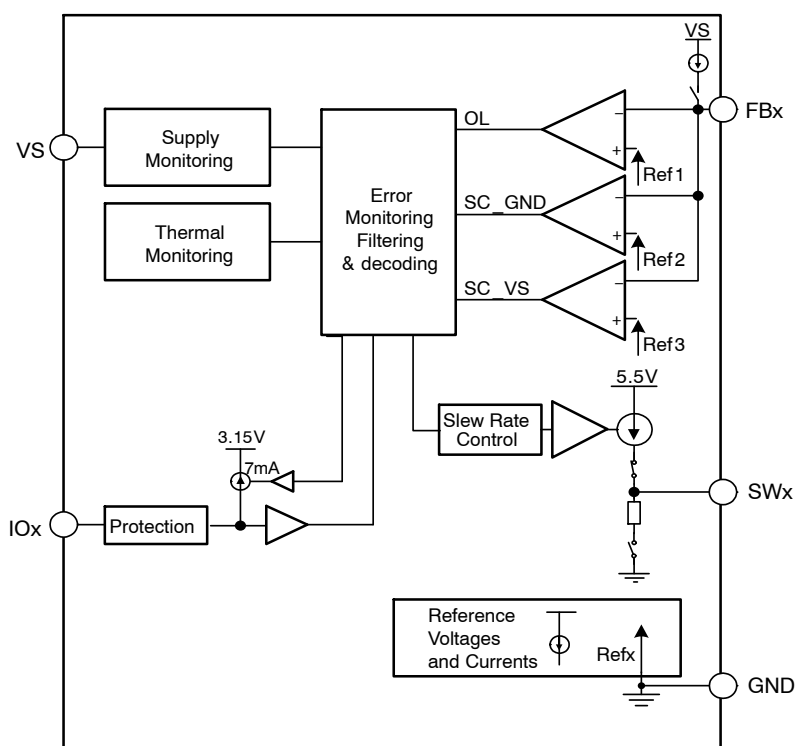 VS
FBx
OL
Supply
Monitoring
VS
Ref1
Error
Monitoring
Filtering
& decoding
SC_GND
Thermal
Monitoring
Ref2
SC_VS
Ref3
5.5V
Slew Rate
Control
3.15V
7mA
SWx
IOx
Protection
Reference
Voltages
and Currents
Refx
GND